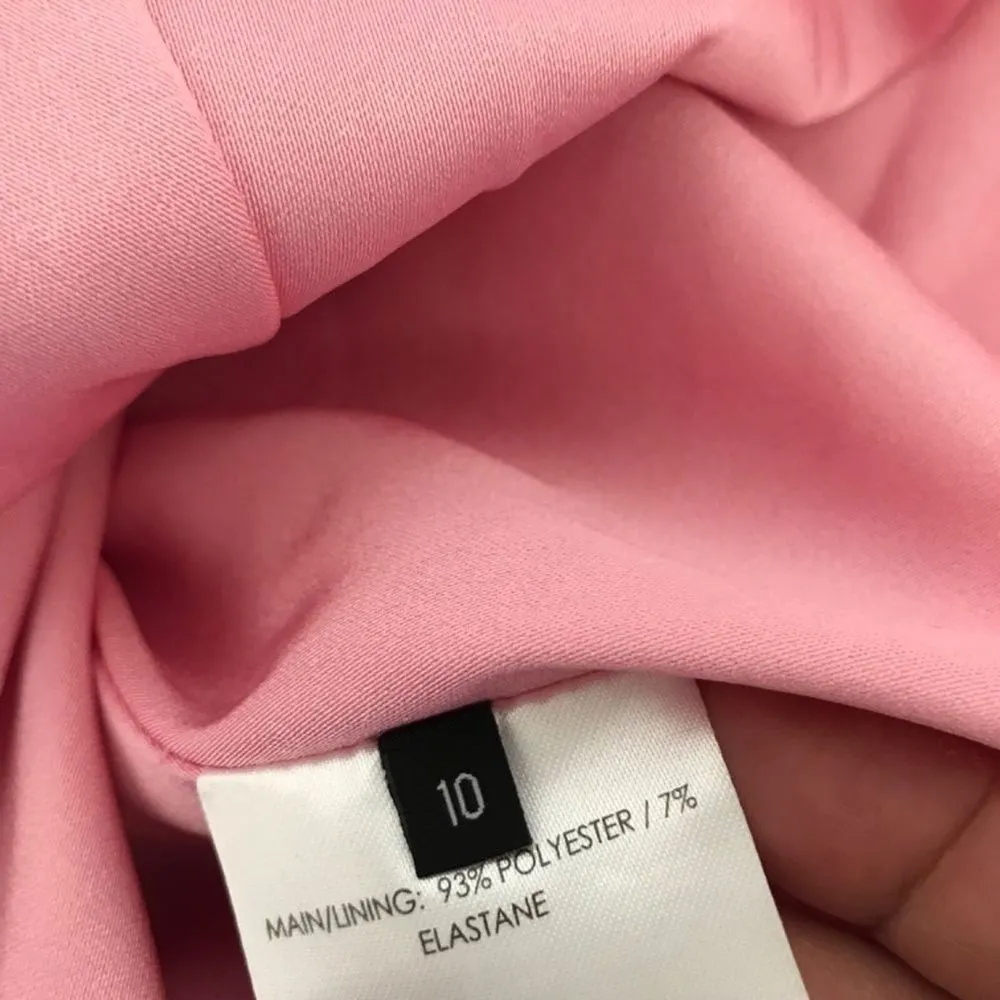 10
MAIN/LINING: 93% POLYESTER / 7%
ELASTANE